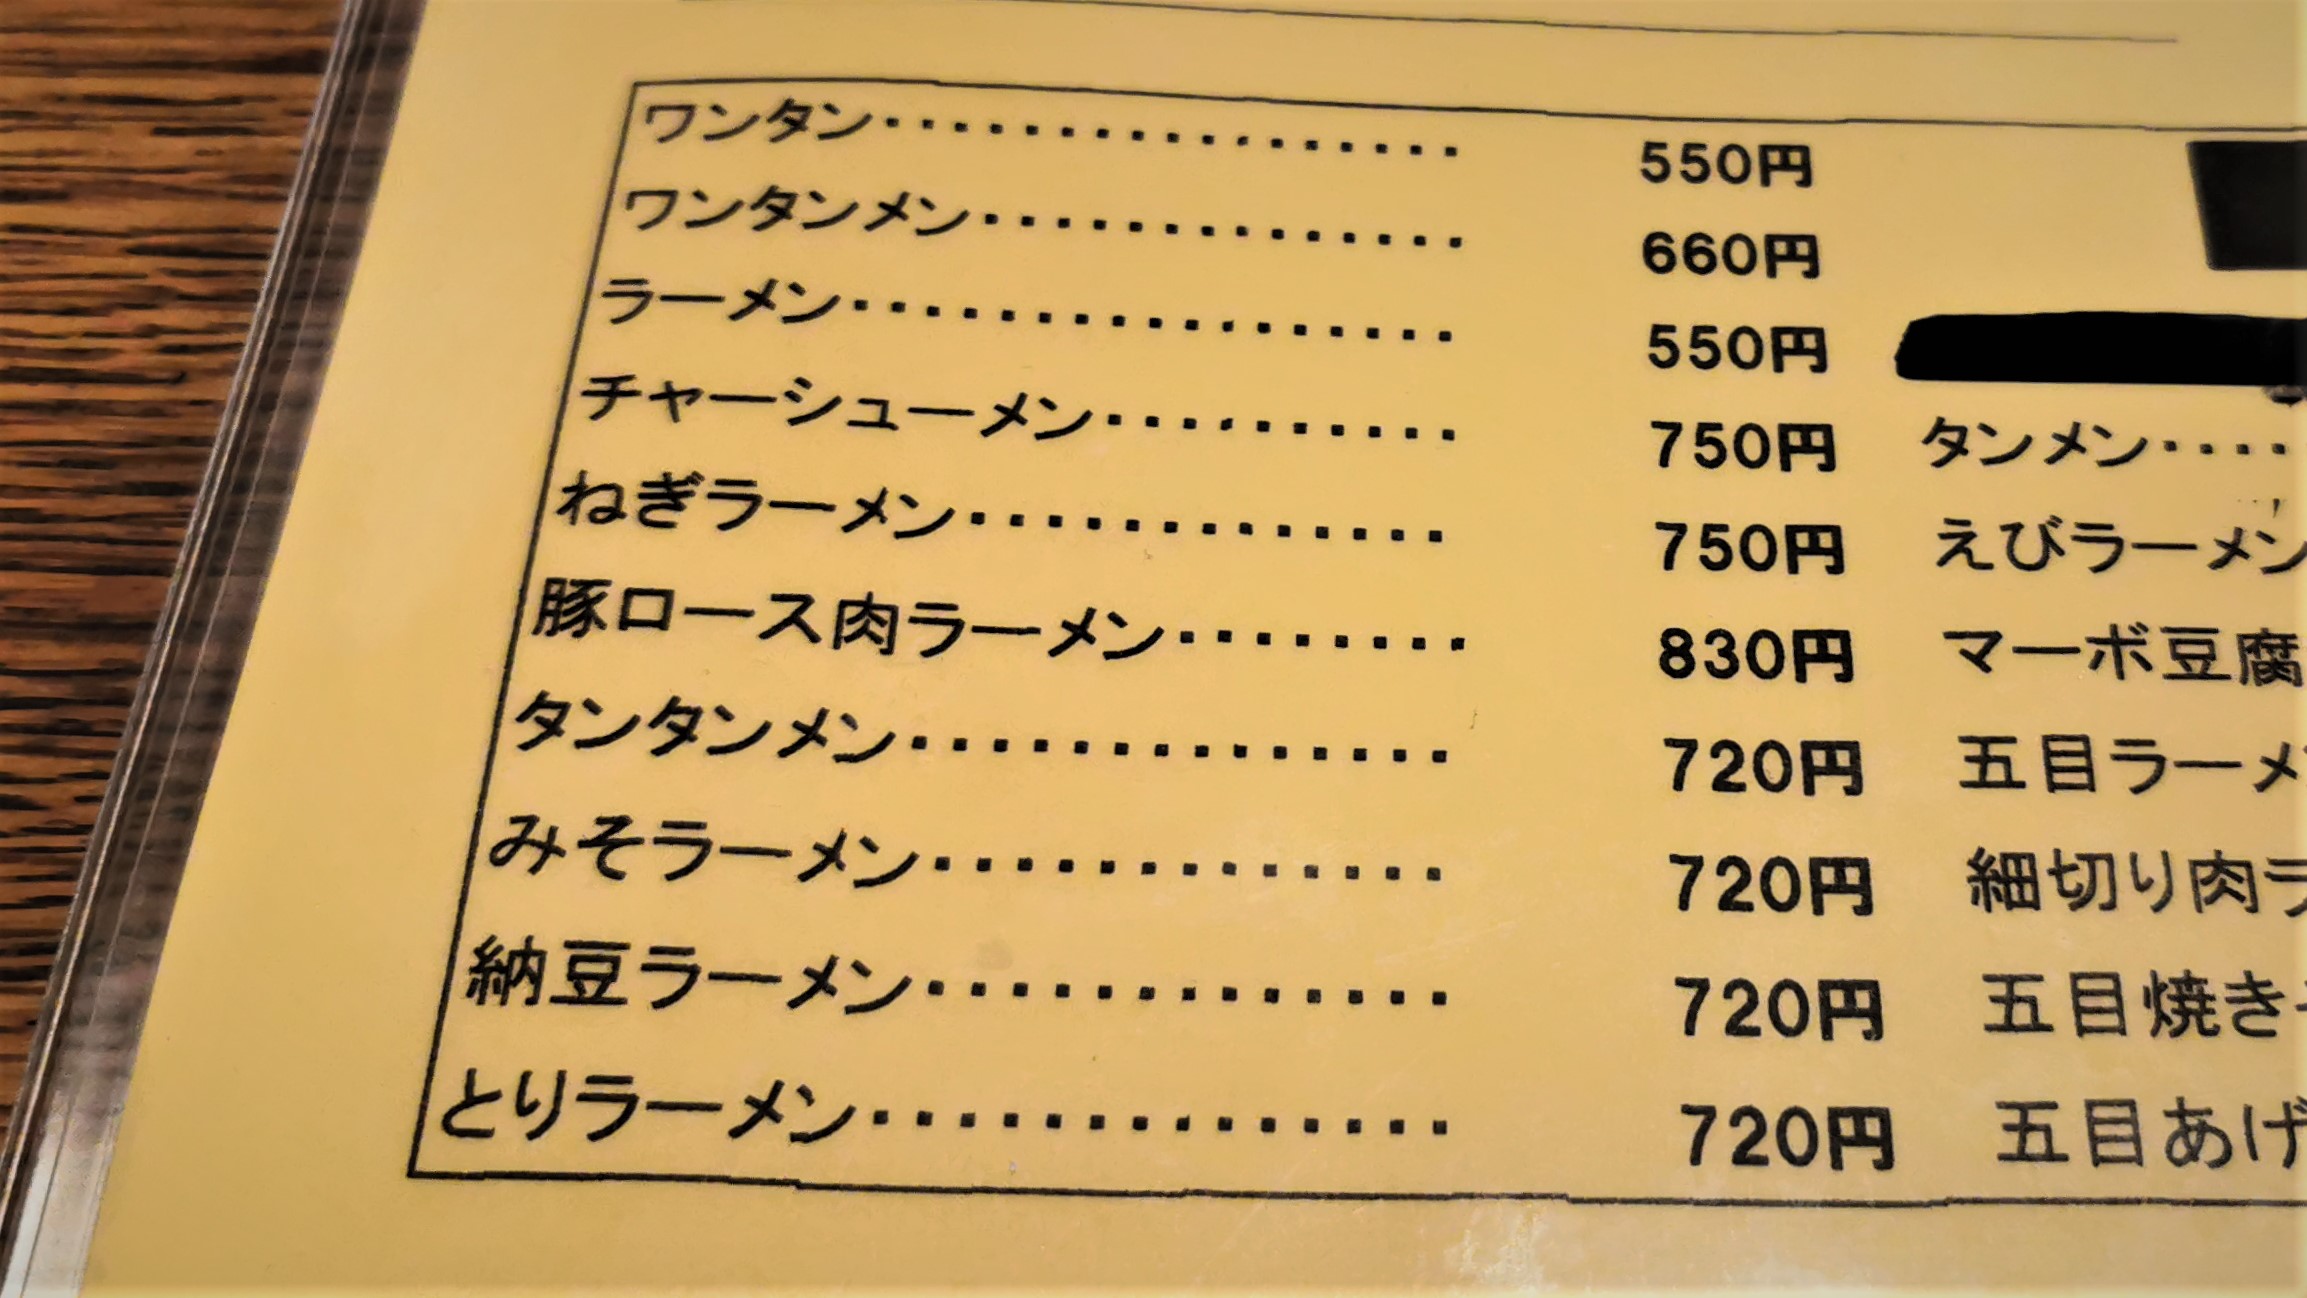 ワンタン・・・・・・・・・・・・・・・・・・・ 550円
ワンタンメン・・・・・・・・・・・・・・ 660円
ラーメン・・・・・・・・・・・・・・・・・・ 550円
チャーシューメン・・・・・・・・・・・ 750円 タンメン・・・・
ねぎラーメン・・・・・・・・・・・・・ 750円 えびラーメン
豚ロース肉ラーメン・・・・・・・・ 830円 マーボ豆腐
タンタンメン・・・・・・・・・・・・・・ 720円 五目ラーメ
みそラーメン・・・・・・・・・・・・・ 720円 細切り肉ラ
納豆ラーメン・・・・・・・・・・・・・ 720円 五目焼き
とりラーメン・・・・・・・・・・・・・・ 720円 五目あげ